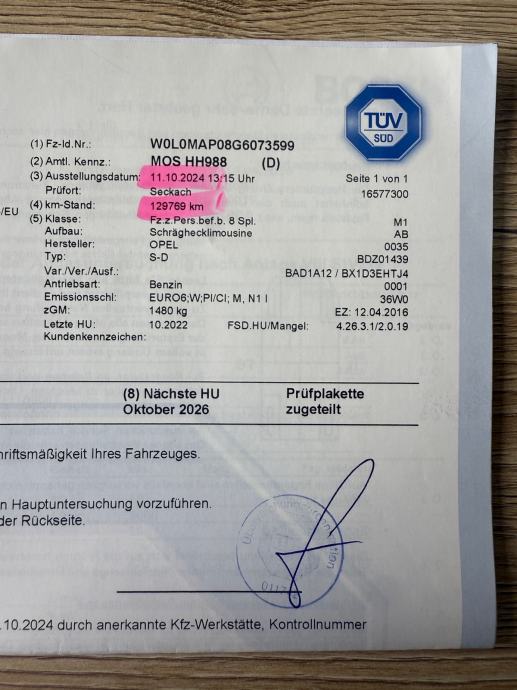 TÜV
SÜD
(1) Fz-Id.Nr.: W0L0MAP08G6073599
(2) Amtl. Kennz.: MOS HH988 (D)
(3) Ausstellungsdatum: 11.10.2024 13:15 Uhr Seite 1 von 1
Prüfort: Seckach 16577300
/EU (4) km-Stand: 129769 km
(5) Klasse: Fz.z.Pers.bef.b. 8 Spl. M1
Aufbau: Schräghecklimousine AB
Hersteller: OPEL 0035
Typ: S-D BDZ01439
Var./Ver./Ausf.: BAD1A12 / BX1D3EHTJ4
Antriebsart: Benzin 0001
Emissionsschl: EURO6;W;PI/CI; M, N1 I 36W0
zGM: 1480 kg EZ: 12.04.2016
Letzte HU: 10.2022 FSD.HU/Mangel: 4.26.3.1/2.0.19
Kundenkennzeichen:
(8) Nächste HU Prüfplakette
Oktober 2026 zugeteilt
hriftsmäßigkeit Ihres Fahrzeuges.
n Hauptuntersuchung vorzuführen.
der Rückseite.
.10.2024 durch anerkannte Kfz-Werkstätte, Kontrollnummer